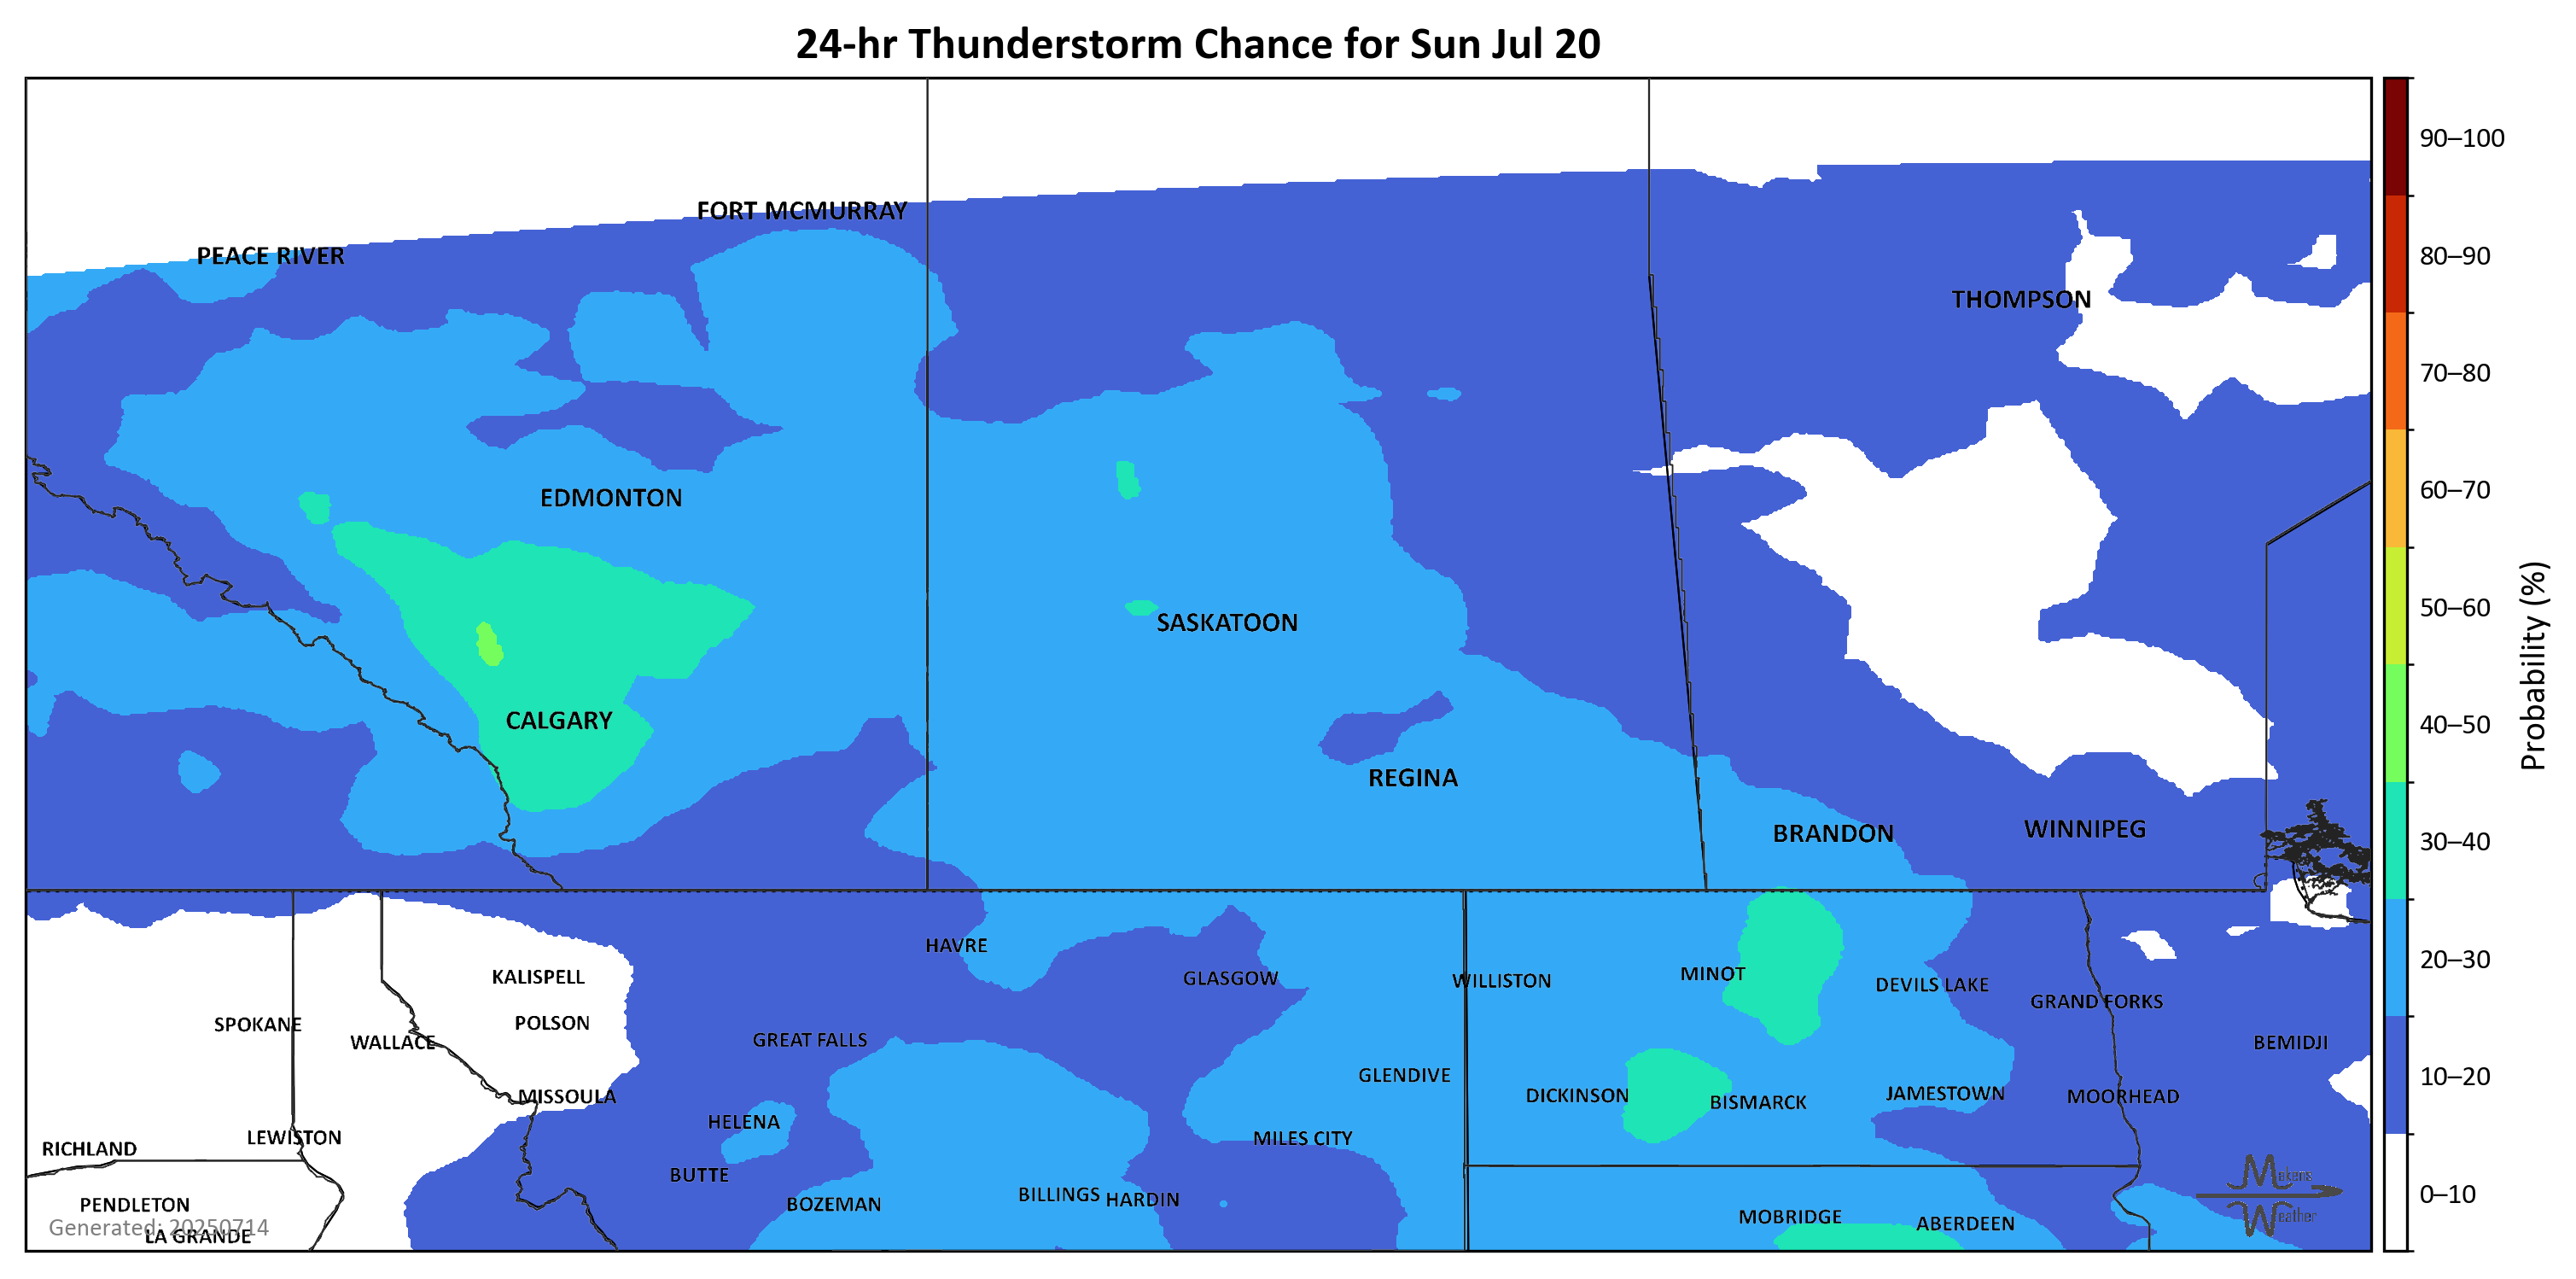 24-hr Thunderstorm Chance for Sun Jul 20
90–100
FORT MCMURRAY
PEACE RIVER
80–90
THOMPSON
70–80
60–70
EDMONTON
50–60
SASKATOON
Probability (%)
CALGARY
40–50
REGINA
WINNIPEG
BRANDON
30–40
HAVRE
20–30
MINOT
KALISPELL
GLASGOW
WILLISTON
DEVILS LAKE
GRAND FORKS
POLSON
SPOKANE
GREAT FALLS
WALLACE
BEMIDJI
GLENDIVE
10–20
DICKINSON
JAMESTOWN
MISSOULA
MOORHEAD
BISMARCK
HELENA
LEWISTON
MILES CITY
RICHLAND
BUTTE
Mekens
Weather
BILLINGS
HARDIN
0–10
PENDLETON
BOZEMAN
MOBRIDGE
ABERDEEN
Generated: 20250714
LA GRANDE